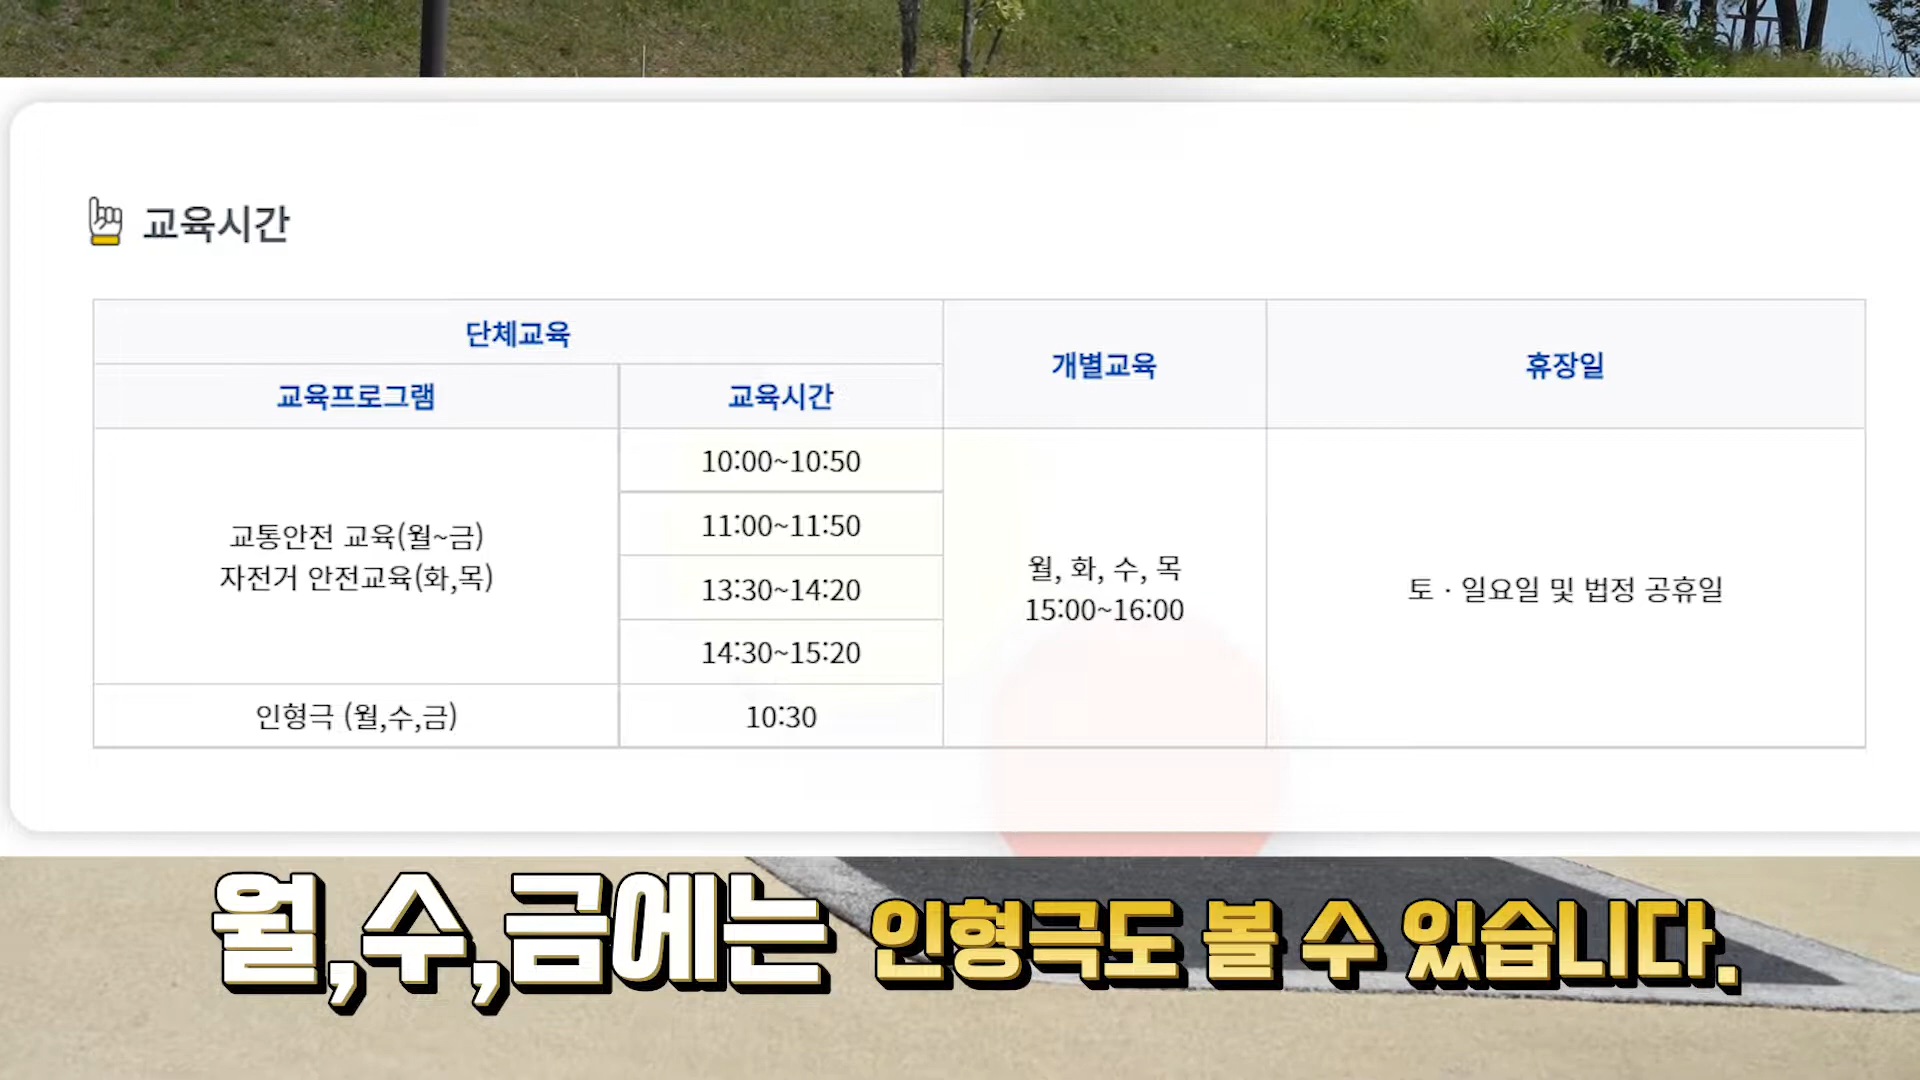 교육시간
단체교육
개별교육
휴장일
교육프로그램
교육시간
교통안전 교육(월~금)
자전거 안전교육(화,목)
10:00~10:50
11:00~11:50
13:30~14:20
14:30~15:20
월, 화, 수, 목
15:00~16:00
토 · 일요일 및 법정 공휴일
인형극 (월,수,금)
10:30
월,수,금에는 인형극도 볼 수 있습니다.